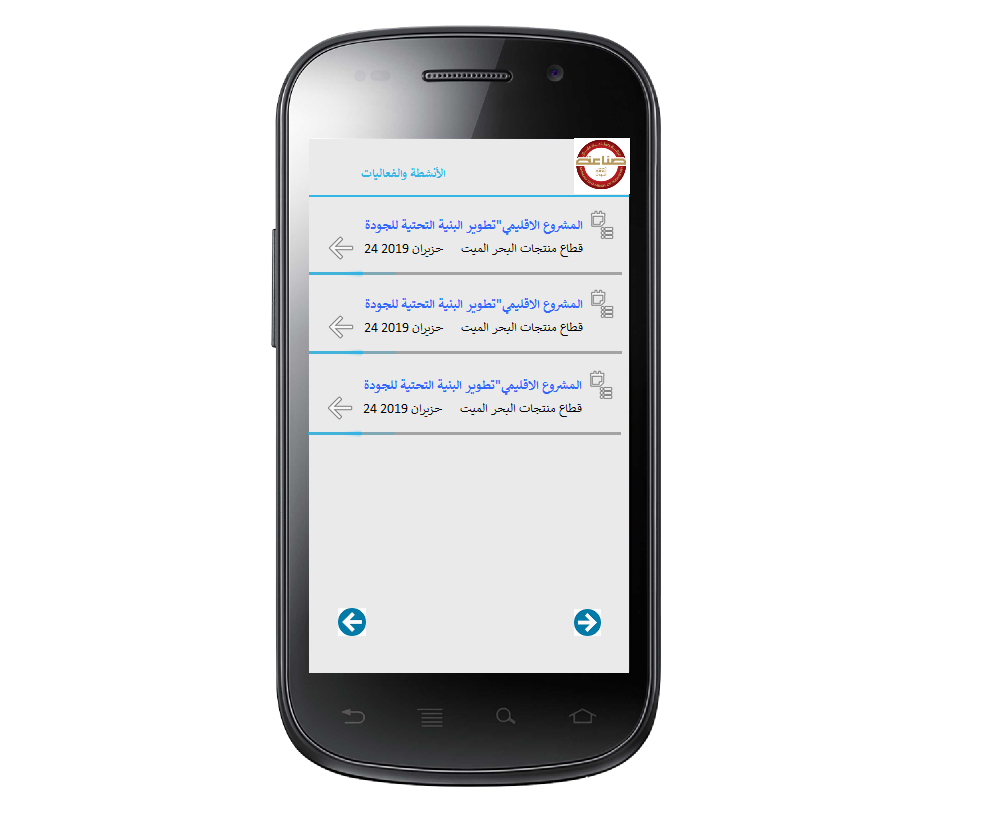 صناعة
الأنشطة والفعاليات
المشروع الاقليمي"تطوير البنية التحتية للجودة
قطاع منتجات البحر الميت 24 حزيران 2019
المشروع الاقليمي"تطوير البنية التحتية للجودة
قطاع منتجات البحر الميت 24 حزيران 2019
المشروع الاقليمي"تطوير البنية التحتية للجودة
قطاع منتجات البحر الميت 24 حزيران 2019